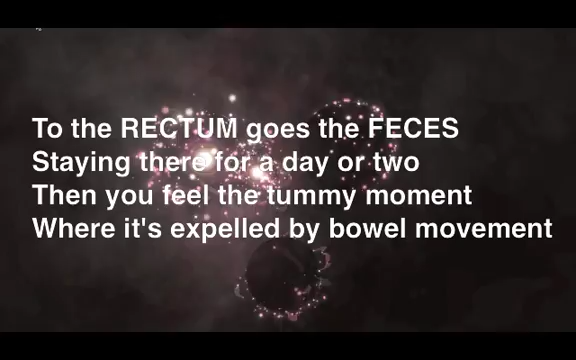 To the RECTUM goes the FECES
Staying there for a day or two
Then you feel the tummy moment
Where it's expelled by bowel movement